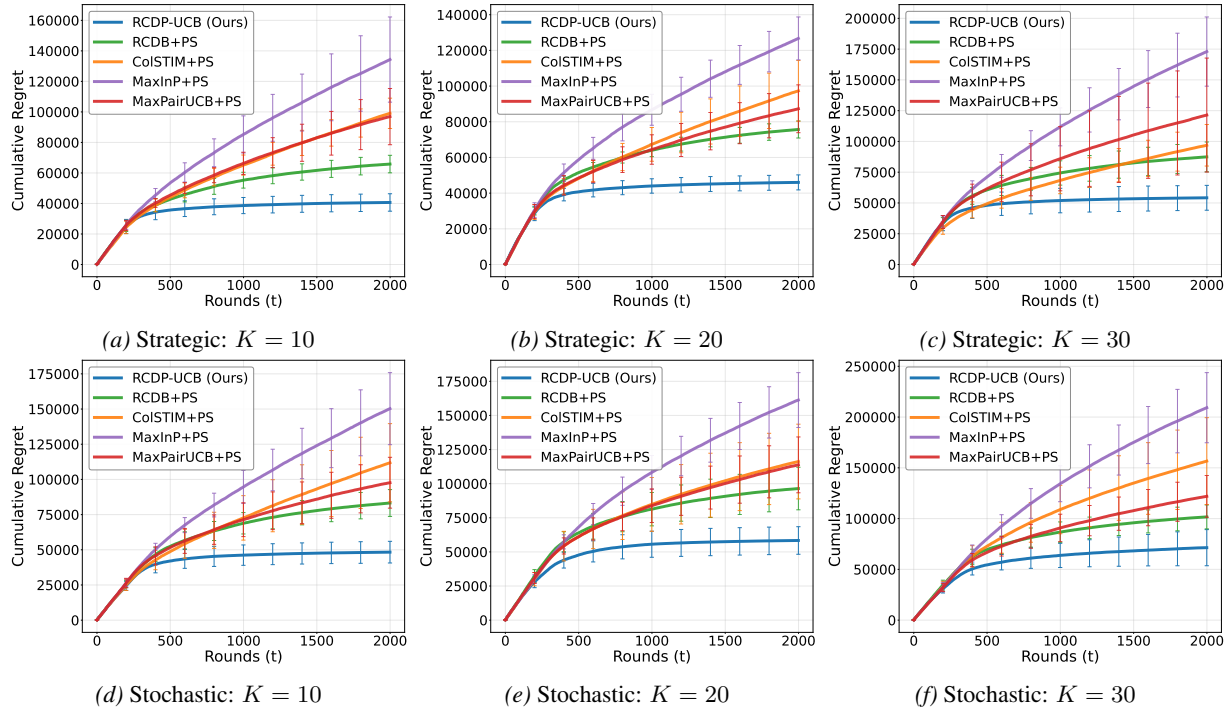 160000
140000
120000
100000
80000
60000
40000
20000
0
Cumulative Regret
RCDP-UCB (Ours)
RCDB+PS
ColSTIM+PS
MaxInP+PS
MaxPairUCB+PS
0 500 1000 1500 2000
Rounds (t)
(a) Strategic: K = 10
140000
120000
100000
80000
60000
40000
20000
0
Cumulative Regret
RCDP-UCB (Ours)
RCDB+PS
ColSTIM+PS
MaxInP+PS
MaxPairUCB+PS
0 500 1000 1500 2000
Rounds (t)
(b) Strategic: K = 20
200000
175000
150000
125000
100000
75000
50000
25000
0
Cumulative Regret
RCDP-UCB (Ours)
RCDB+PS
ColSTIM+PS
MaxInP+PS
MaxPairUCB+PS
0 500 1000 1500 2000
Rounds (t)
(c) Strategic: K = 30
175000
150000
125000
100000
75000
50000
25000
0
Cumulative Regret
RCDP-UCB (Ours)
RCDB+PS
ColSTIM+PS
MaxInP+PS
MaxPairUCB+PS
0 500 1000 1500 2000
Rounds (t)
(d) Stochastic: K = 10
175000
150000
125000
100000
75000
50000
25000
0
Cumulative Regret
RCDP-UCB (Ours)
RCDB+PS
ColSTIM+PS
MaxInP+PS
MaxPairUCB+PS
0 500 1000 1500 2000
Rounds (t)
(e) Stochastic: K = 20
250000
200000
150000
100000
50000
0
Cumulative Regret
RCDP-UCB (Ours)
RCDB+PS
ColSTIM+PS
MaxInP+PS
MaxPairUCB+PS
0 500 1000 1500 2000
Rounds (t)
(f) Stochastic: K = 30